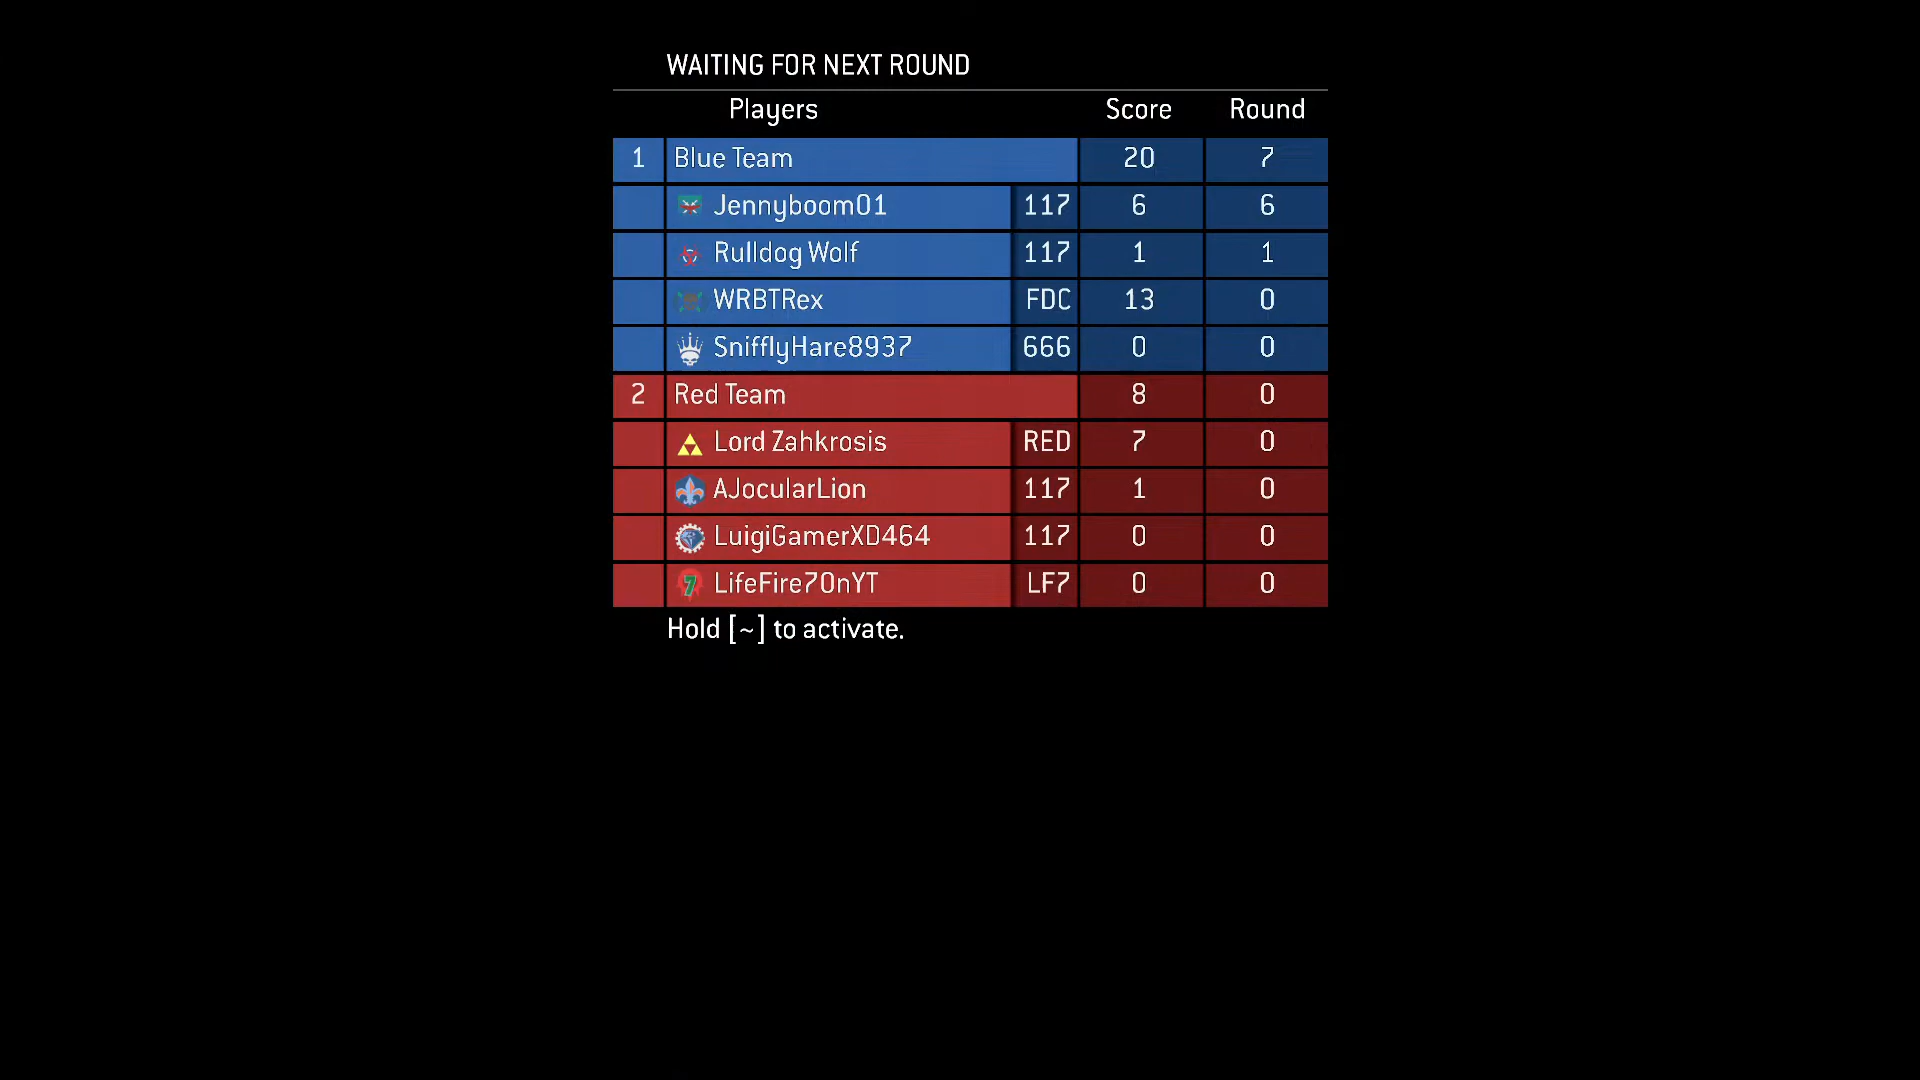 WAITING FOR NEXT ROUND
Players Score Round
1 Blue Team 20 7
Jennyboom01 117 6 6
Rulldog Wolf 117 1 1
WRBTRex FDC 13 0
SnifflyHare8937 666 0 0
2 Red Team 8 0
Lord Zahkrosis RED 7 0
AJocularLion 117 1 0
LuigiGamerXD464 117 0 0
7 LifeFire7OnYT LF7 0 0
Hold [~] to activate.